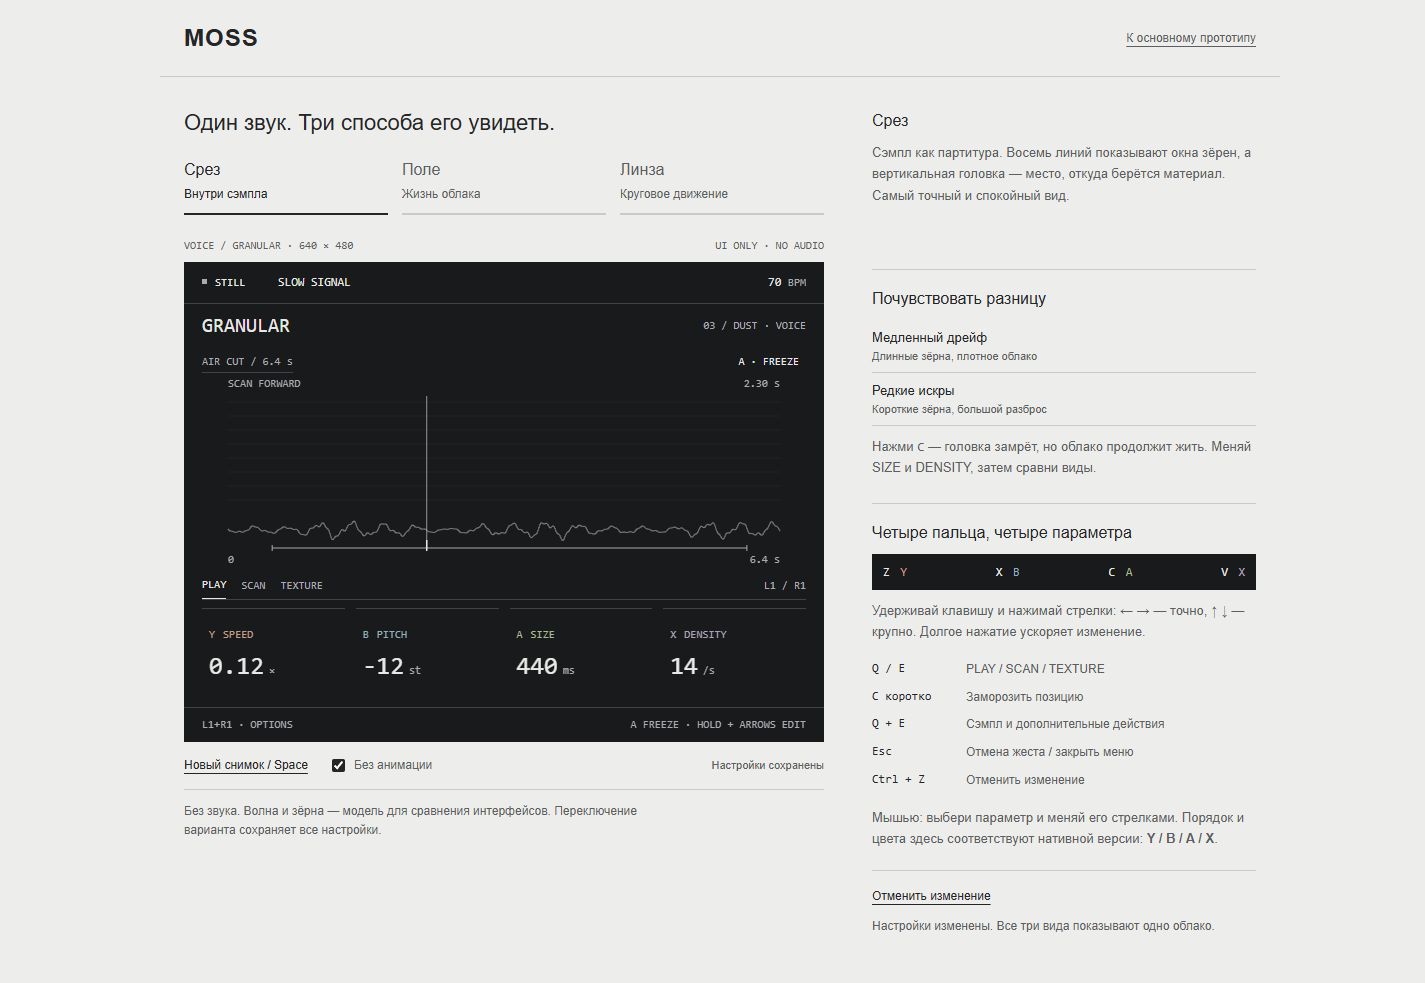 MOSS
К основному прототипу
Один звук. Три способа его увидеть.
Срез
Внутри сэмпла
Поле
Жизнь облака
Линза
Круговое движение
VOICE / GRANULAR · 640 × 480
UI ONLY · NO AUDIO
STILL
SLOW SIGNAL
70 BPM
GRANULAR
03 / DUST · VOICE
AIR CUT / 6.4 s
A · FREEZE
SCAN FORWARD
2.30 s
0
6.4 s
PLAY
SCAN
TEXTURE
L1 / R1
Y SPEED
B PITCH
A SIZE
X DENSITY
0.12 ×
-12 st
440 ms
14 /s
L1+R1 · OPTIONS
A FREEZE · HOLD + ARROWS EDIT
Новый снимок / Space
Без анимации
Настройки сохранены
Без звука. Волна и зёрна — модель для сравнения интерфейсов. Переключение
варианта сохраняет все настройки.
Срез
Сэмпл как партитура. Восемь линий показывают окна зёрен, а
вертикальная головка — место, откуда берётся материал.
Самый точный и спокойный вид.
Почувствовать разницу
Медленный дрейф
Длинные зёрна, плотное облако
Редкие искры
Короткие зёрна, большой разброс
Нажми C — головка замрёт, но облако продолжит жить. Меняй
SIZE и DENSITY, затем сравни виды.
Четыре пальца, четыре параметра
Z Y
X B
C A
V X
Удерживай клавишу и нажимай стрелки: ← → — точно, ↑ ↓ —
крупно. Долгое нажатие ускоряет изменение.
Q / E
PLAY / SCAN / TEXTURE
C коротко
Заморозить позицию
Q + E
Сэмпл и дополнительные действия
Esc
Отмена жеста / закрыть меню
Ctrl + Z
Отменить изменение
Мышью: выбери параметр и меняй его стрелками. Порядок и
цвета здесь соответствуют нативной версии: Y / B / A / X.
Отменить изменение
Настройки изменены. Все три вида показывают одно облако.